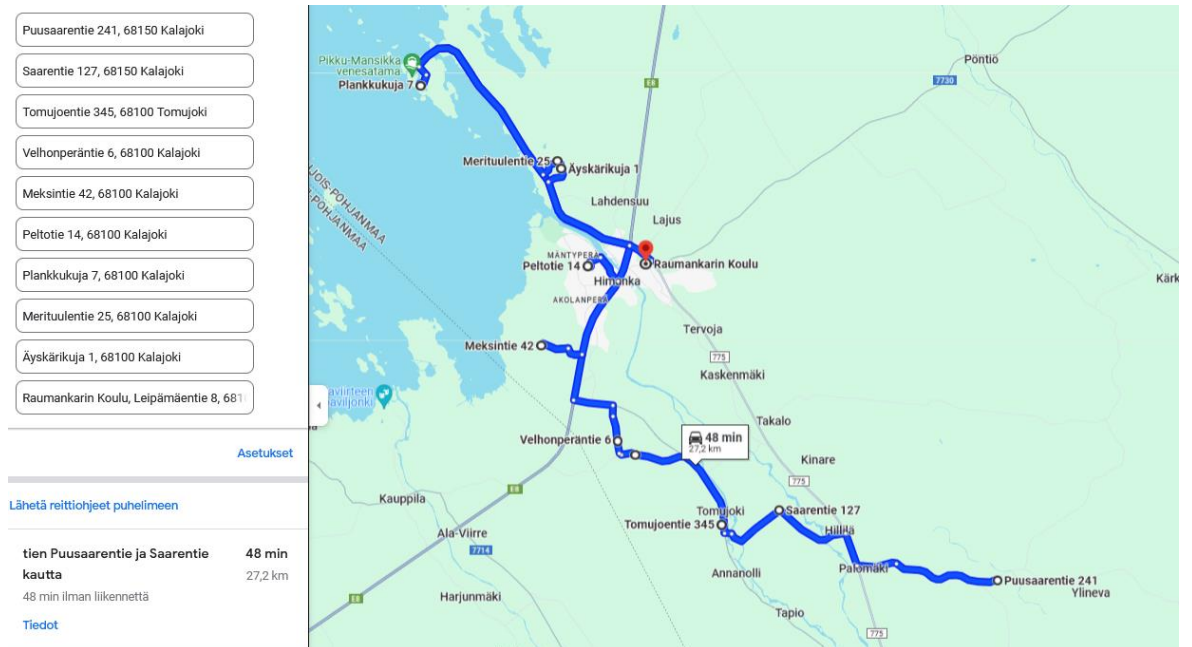 Puusaarentie 241, 68150 Kalajoki
Saarentie 127, 68150 Kalajoki
Tomujoentie 345, 68100 Tomujoki
Velhonperäntie 6, 68100 Kalajoki
Meksintie 42, 68100 Kalajoki
Peltotie 14, 68100 Kalajoki
Plankkukuja 7, 68100 Kalajoki
Merituulentie 25, 68100 Kalajoki
Äyskärikuja 1, 68100 Kalajoki
Raumankarin Koulu, Leipämäentie 8, 681
Asetukset
Lähetä reittiohjeet puhelimeen
tien Puusaarentie ja Saarentie
kautta
48 min
27,2 km
48 min ilman liikennettä
Tiedot
Pikku-Mansikka
venesatama
Plankkukuja 7
E8
7730
Pöntiö
Merituulentie 25
Äyskärikuja 1
Lahdensuu
Lajus
POHJANMAA
MÄNTYPERÄ
Peltotie 14
Raumankarin Koulu
Himanka
AKOLANPERÄ
Tervoja
775
Kaskenmäki
Meksintie 42
Takalo
Velhonperäntie 6
48 min
27,2 km
Kinare
775
Kauppila
E8
Ala-Viirre
7714
Tomujoki
Tomujoentie 345
Saarentie 127
Hillilä
Annanolli
Palomäki
Puusaarentie 241
Ylineva
Harjunmäki
E8
Tapio
775